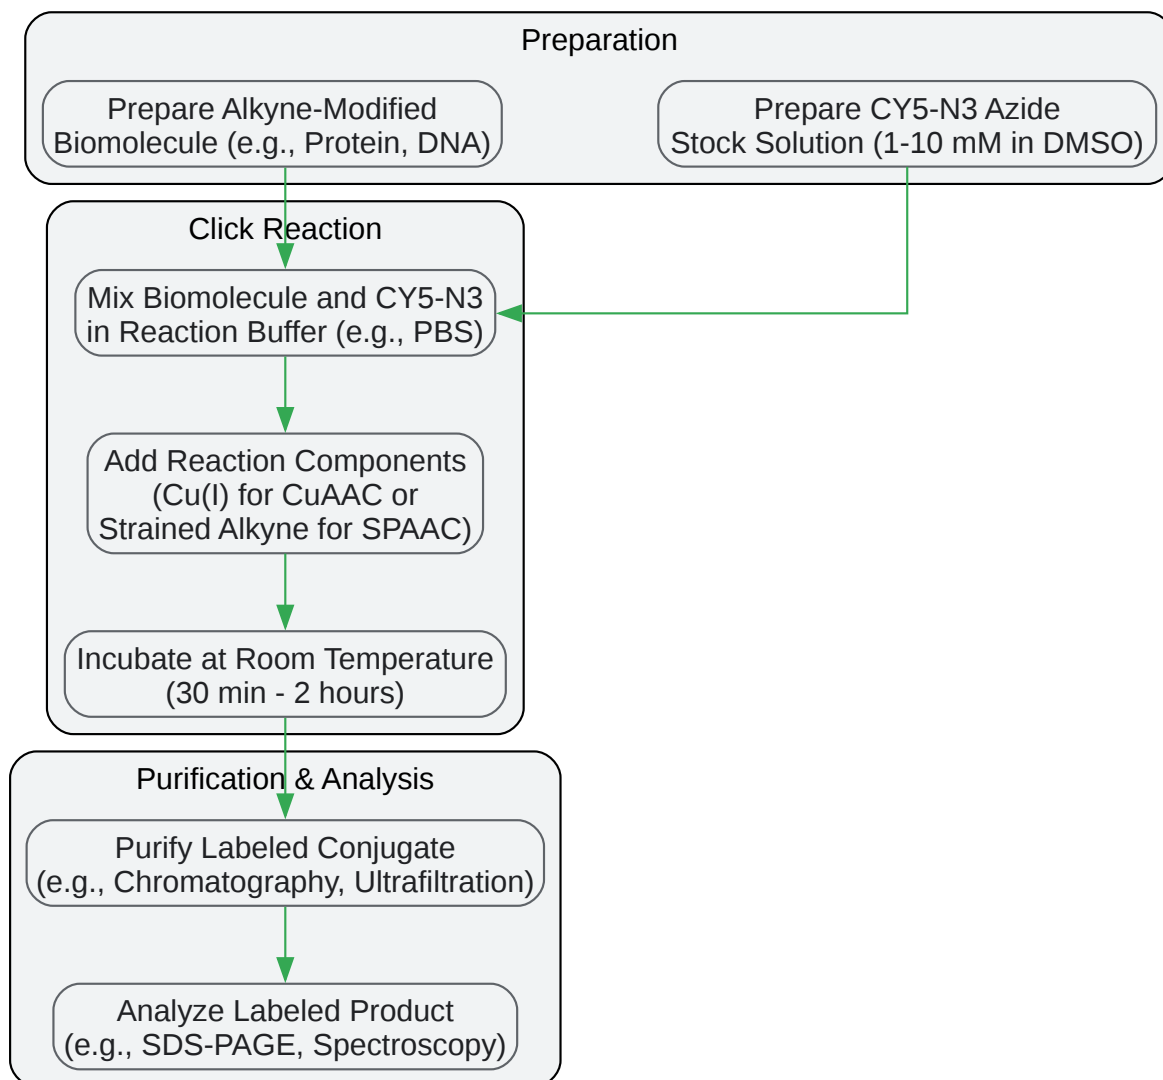 Preparation
Prepare Alkyne-Modified
Biomolecule (e.g., Protein, DNA)
Prepare CY5-N3 Azide
Stock Solution (1-10 mM in DMSO)
Click Reaction
Mix Biomolecule and CY5-N3
in Reaction Buffer (e.g., PBS)
Add Reaction Components
(Cu(I) for CuAAC or
Strained Alkyne for SPAAC)
Incubate at Room Temperature
(30 min - 2 hours)
Purification & Analysis
Purify Labeled Conjugate
(e.g., Chromatography, Ultrafiltration)
Analyze Labeled Product
(e.g., SDS-PAGE, Spectroscopy)